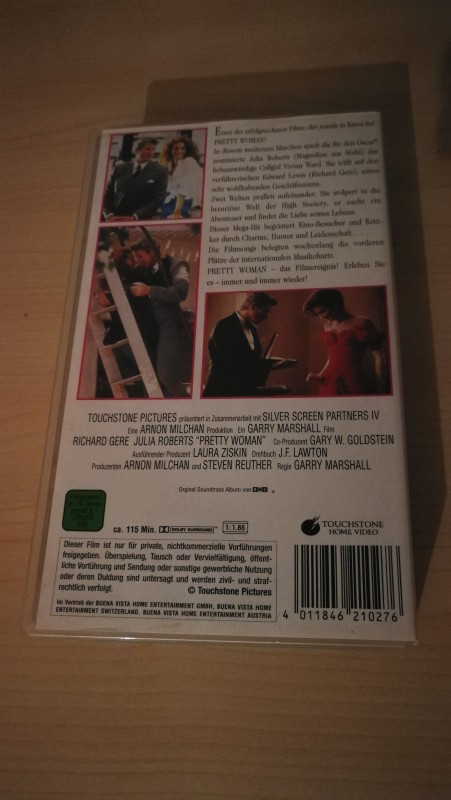 Einer der erfolgreichsten Filme, der jemals in Kinos lief.
PRETTY WOMAN!
In diesem modernen Märchen spielt die für den Oscar®
nominierte Julia Roberts (Magnolien aus Stahl) das
liebenswürdige Callgirl Vivian Ward. Sie trifft auf den
verführerischen Edward Lewis (Richard Gere), einen
sehr wohlhabenden Geschäftsmann.
Zwei Welten prallen aufeinander. Sie stolpert in die
luxuriöse Welt der High Society, er sucht ein
Abenteuer und findet die Liebe seines Lebens.
Dieser Mega-Hit begeistert Kino-Besucher und Kritiker
durch Charme, Humor und Leidenschaft.
Die Filmsongs belegten wochenlang die vorderen
Plätze der internationalen Musikcharts.
PRETTY WOMAN – das Filmereignis! Erleben Sie
es – immer und immer wieder!
TOUCHSTONE PICTURES präsentiert in Zusammenarbeit mit SILVER SCREEN PARTNERS IV
Eine ARNON MILCHAN Produktion Ein GARRY MARSHALL Film
RICHARD GERE JULIA ROBERTS "PRETTY WOMAN" Co-Produzent GARY W. GOLDSTEIN
Ausführender Produzent LAURA ZISKIN Drehbuch J.F. LAWTON
Produzenten ARNON MILCHAN und STEVEN REUTHER Regie GARRY MARSHALL
Orginal Soundtrack Album von EMI
ca. 115 Min. DOLBY SURROUND 1:1.85
TOUCHSTONE
HOME VIDEO
Dieser Film ist nur für private, nichtkommerzielle Vorführungen
freigegeben. Überspielung, Tausch oder Vervielfältigung, öffent-
liche Vorführung und Sendung oder sonstige gewerbliche Nutzung
oder deren Duldung sind untersagt und werden zivil- und straf-
rechtlich verfolgt.
© Touchstone Pictures
Im Vertrieb der BUENA VISTA HOME ENTERTAINMENT GMBH, BUENA VISTA HOME
ENTERTAINMENT SWITZERLAND, BUENA VISTA HOME ENTERTAINMENT AUSTRIA
4 011846 210276